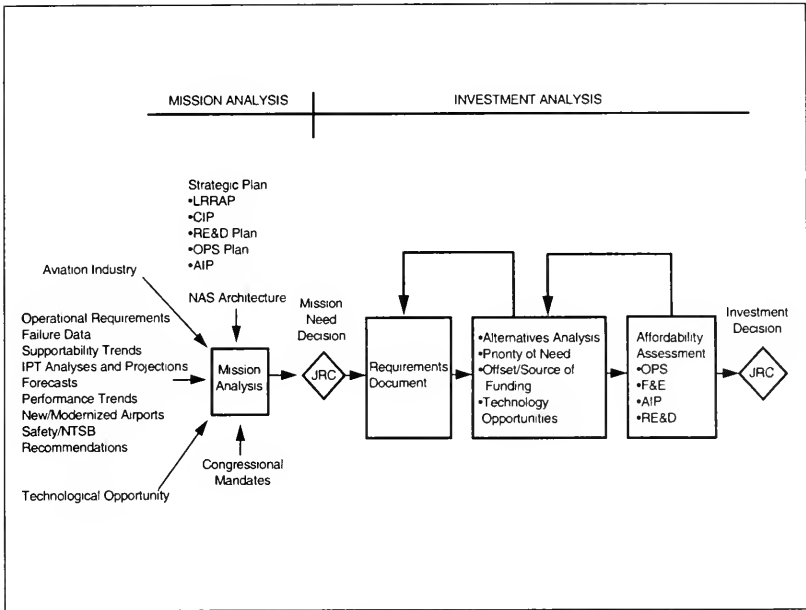 MISSION ANALYSIS
INVESTMENT ANALYSIS
Strategic Plan
•LRRAP
•CIP
•RE&D Plan
•OPS Plan
•AIP
Aviation Industry
NAS Architecture
Operational Requirements
Failure Data
Supportability Trends
IPT Analyses and Projections
Forecasts
Performance Trends
New/Modernized Airports
Safety/NTSB
Recommendations
Technological Opportunity
Mission
Analysis
Congressional
Mandates
Mission
Need
Decision
JRC
Requirements
Document
•Alternatives Analysis
•Priority of Need
•Offset/Source of
Funding
•Technology
Opportunities
Affordability
Assessment
•OPS
•F&E
•AIP
•RE&D
Investment
Decision
JRC